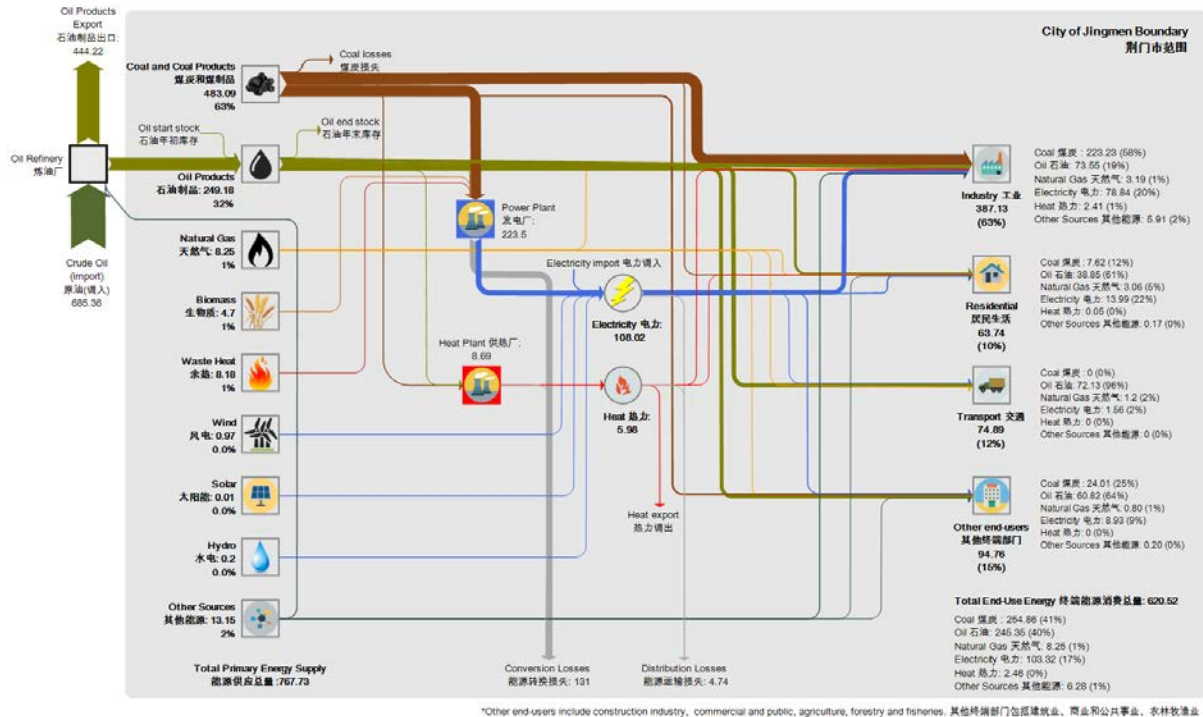 Oil Products
Export
石油制品出口:
444.22
City of Jingmen Boundary
荆门市范围
Coal losses
煤炭损失
Coal and Coal Products
煤炭和煤制品
483.09
63%
Oil start stock
石油年初库存
Oil end stock
石油年末库存
Oil Refinery
炼油厂
Oil Products
石油制品: 249.18
32%
Crude Oil
(import)
原油(调入)
685.36
Natural Gas
天然气: 8.25
1%
Biomass
生物质: 4.7
1%
Waste Heat
余热: 8.18
1%
Wind
风电: 0.97
0.0%
Solar
太阳能: 0.01
0.0%
Hydro
水电: 0.2
0.0%
Other Sources
其他能源: 13.15
2%
Total Primary Energy Supply
能源供应总量 :767.73
Power Plant
发电厂:
223.5
Electricity import 电力调入
Electricity 电力:
108.02
Heat Plant 供热厂:
8.69
Heat 热力:
5.98
Heat export
热力调出
Conversion Losses
能源转换损失: 131
Distribution Losses
能源运输损失: 4.74
Industry 工业
387.13
(63%)
Coal 煤炭 : 223.23 (58%)
Oil 石油: 73.55 (19%)
Natural Gas 天然气: 3.19 (1%)
Electricity 电力: 78.84 (20%)
Heat 热力: 2.41 (1%)
Other Sources 其他能源: 5.91 (2%)
Residential
居民生活
63.74
(10%)
Coal 煤炭: 7.62 (12%)
Oil 石油: 38.85 (61%)
Natural Gas 天然气: 3.06 (5%)
Electricity 电力: 13.99 (22%)
Heat 热力: 0.05 (0%)
Other Sources 其他能源: 0.17 (0%)
Transport 交通
74.89
(12%)
Coal 煤炭: 0 (0%)
Oil 石油: 72.13 (96%)
Natural Gas 天然气: 1.2 (2%)
Electricity 电力: 1.56 (2%)
Heat 热力: 0 (0%)
Other Sources 其他能源: 0 (0%)
Other end-users
其他终端部门
94.76
(15%)
Coal 煤炭 : 24.01 (25%)
Oil 石油: 60.82 (64%)
Natural Gas 天然气: 0.80 (1%)
Electricity 电力: 8.93 (9%)
Heat 热力: 0 (0%)
Other Sources 其他能源: 0.20 (0%)
Total End-Use Energy 终端能源消费总量: 620.52
Coal 煤炭 : 254.86 (41%)
Oil 石油: 245.35 (40%)
Natural Gas 天然气: 8.25 (1%)
Electricity 电力: 103.32 (17%)
Heat 热力: 2.46 (0%)
Other Sources 其他能源: 6.28 (1%)
*Other end-users include construction industry, commercial and public, agriculture, forestry and fisheries. 其他终端部门包括建筑业、商业和公共事业、农林牧渔业